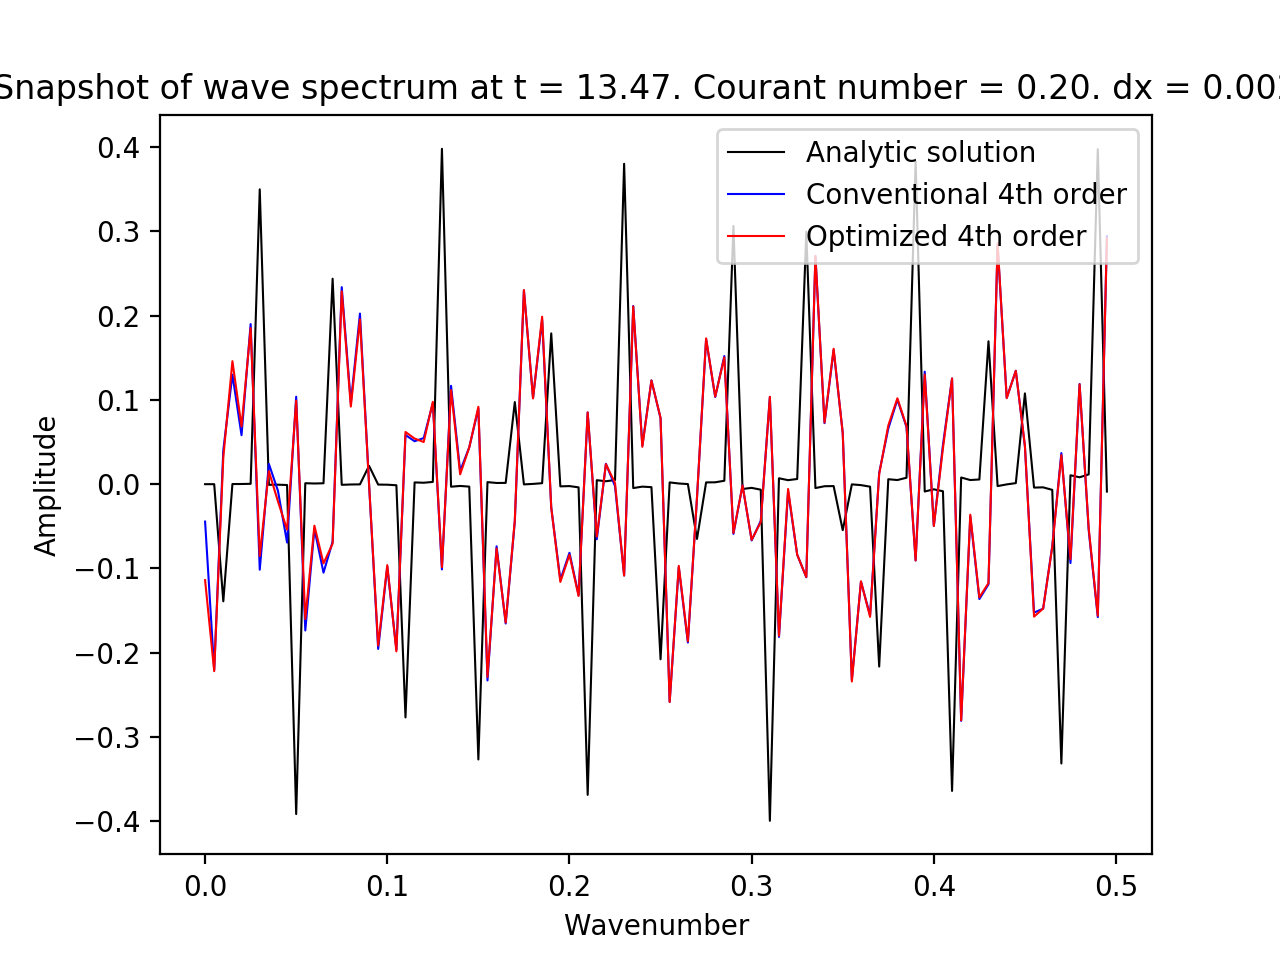 Snapshot of wave spectrum at t = 13.47. Courant number = 0.20. dx = 0.00
Analytic solution
Conventional 4th order
Optimized 4th order
Amplitude
0.4
0.3
0.2
0.1
0.0
−0.1
−0.2
−0.3
−0.4
0.0 0.1 0.2 0.3 0.4 0.5
Wavenumber